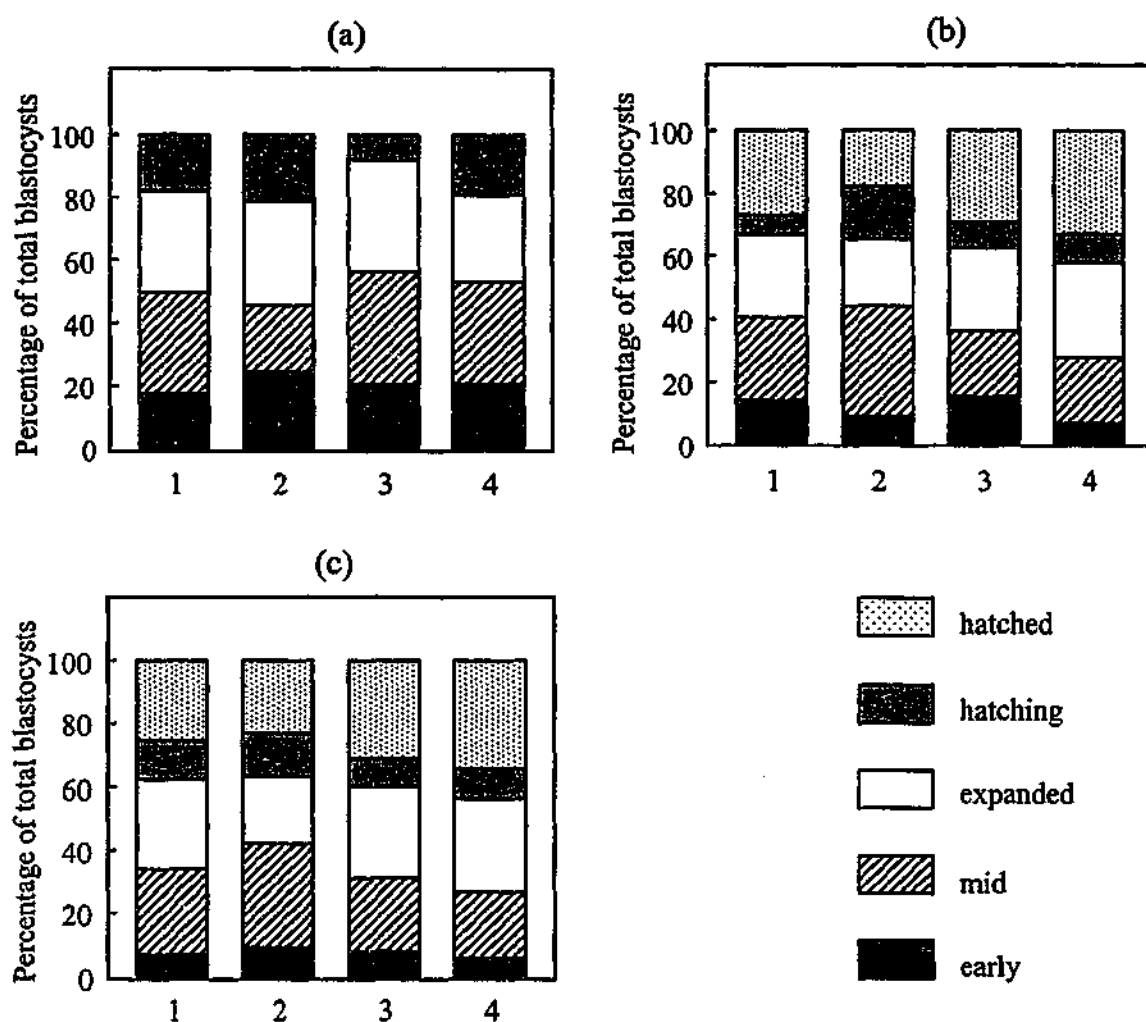 (a)
Percentage of total blastocysts
100
80
60
40
20
0
1 2 3 4
(b)
Percentage of total blastocysts
100
80
60
40
20
0
1 2 3 4
(c)
Percentage of total blastocysts
100
80
60
40
20
0
1 2 3 4
hatched
hatching
expanded
mid
early